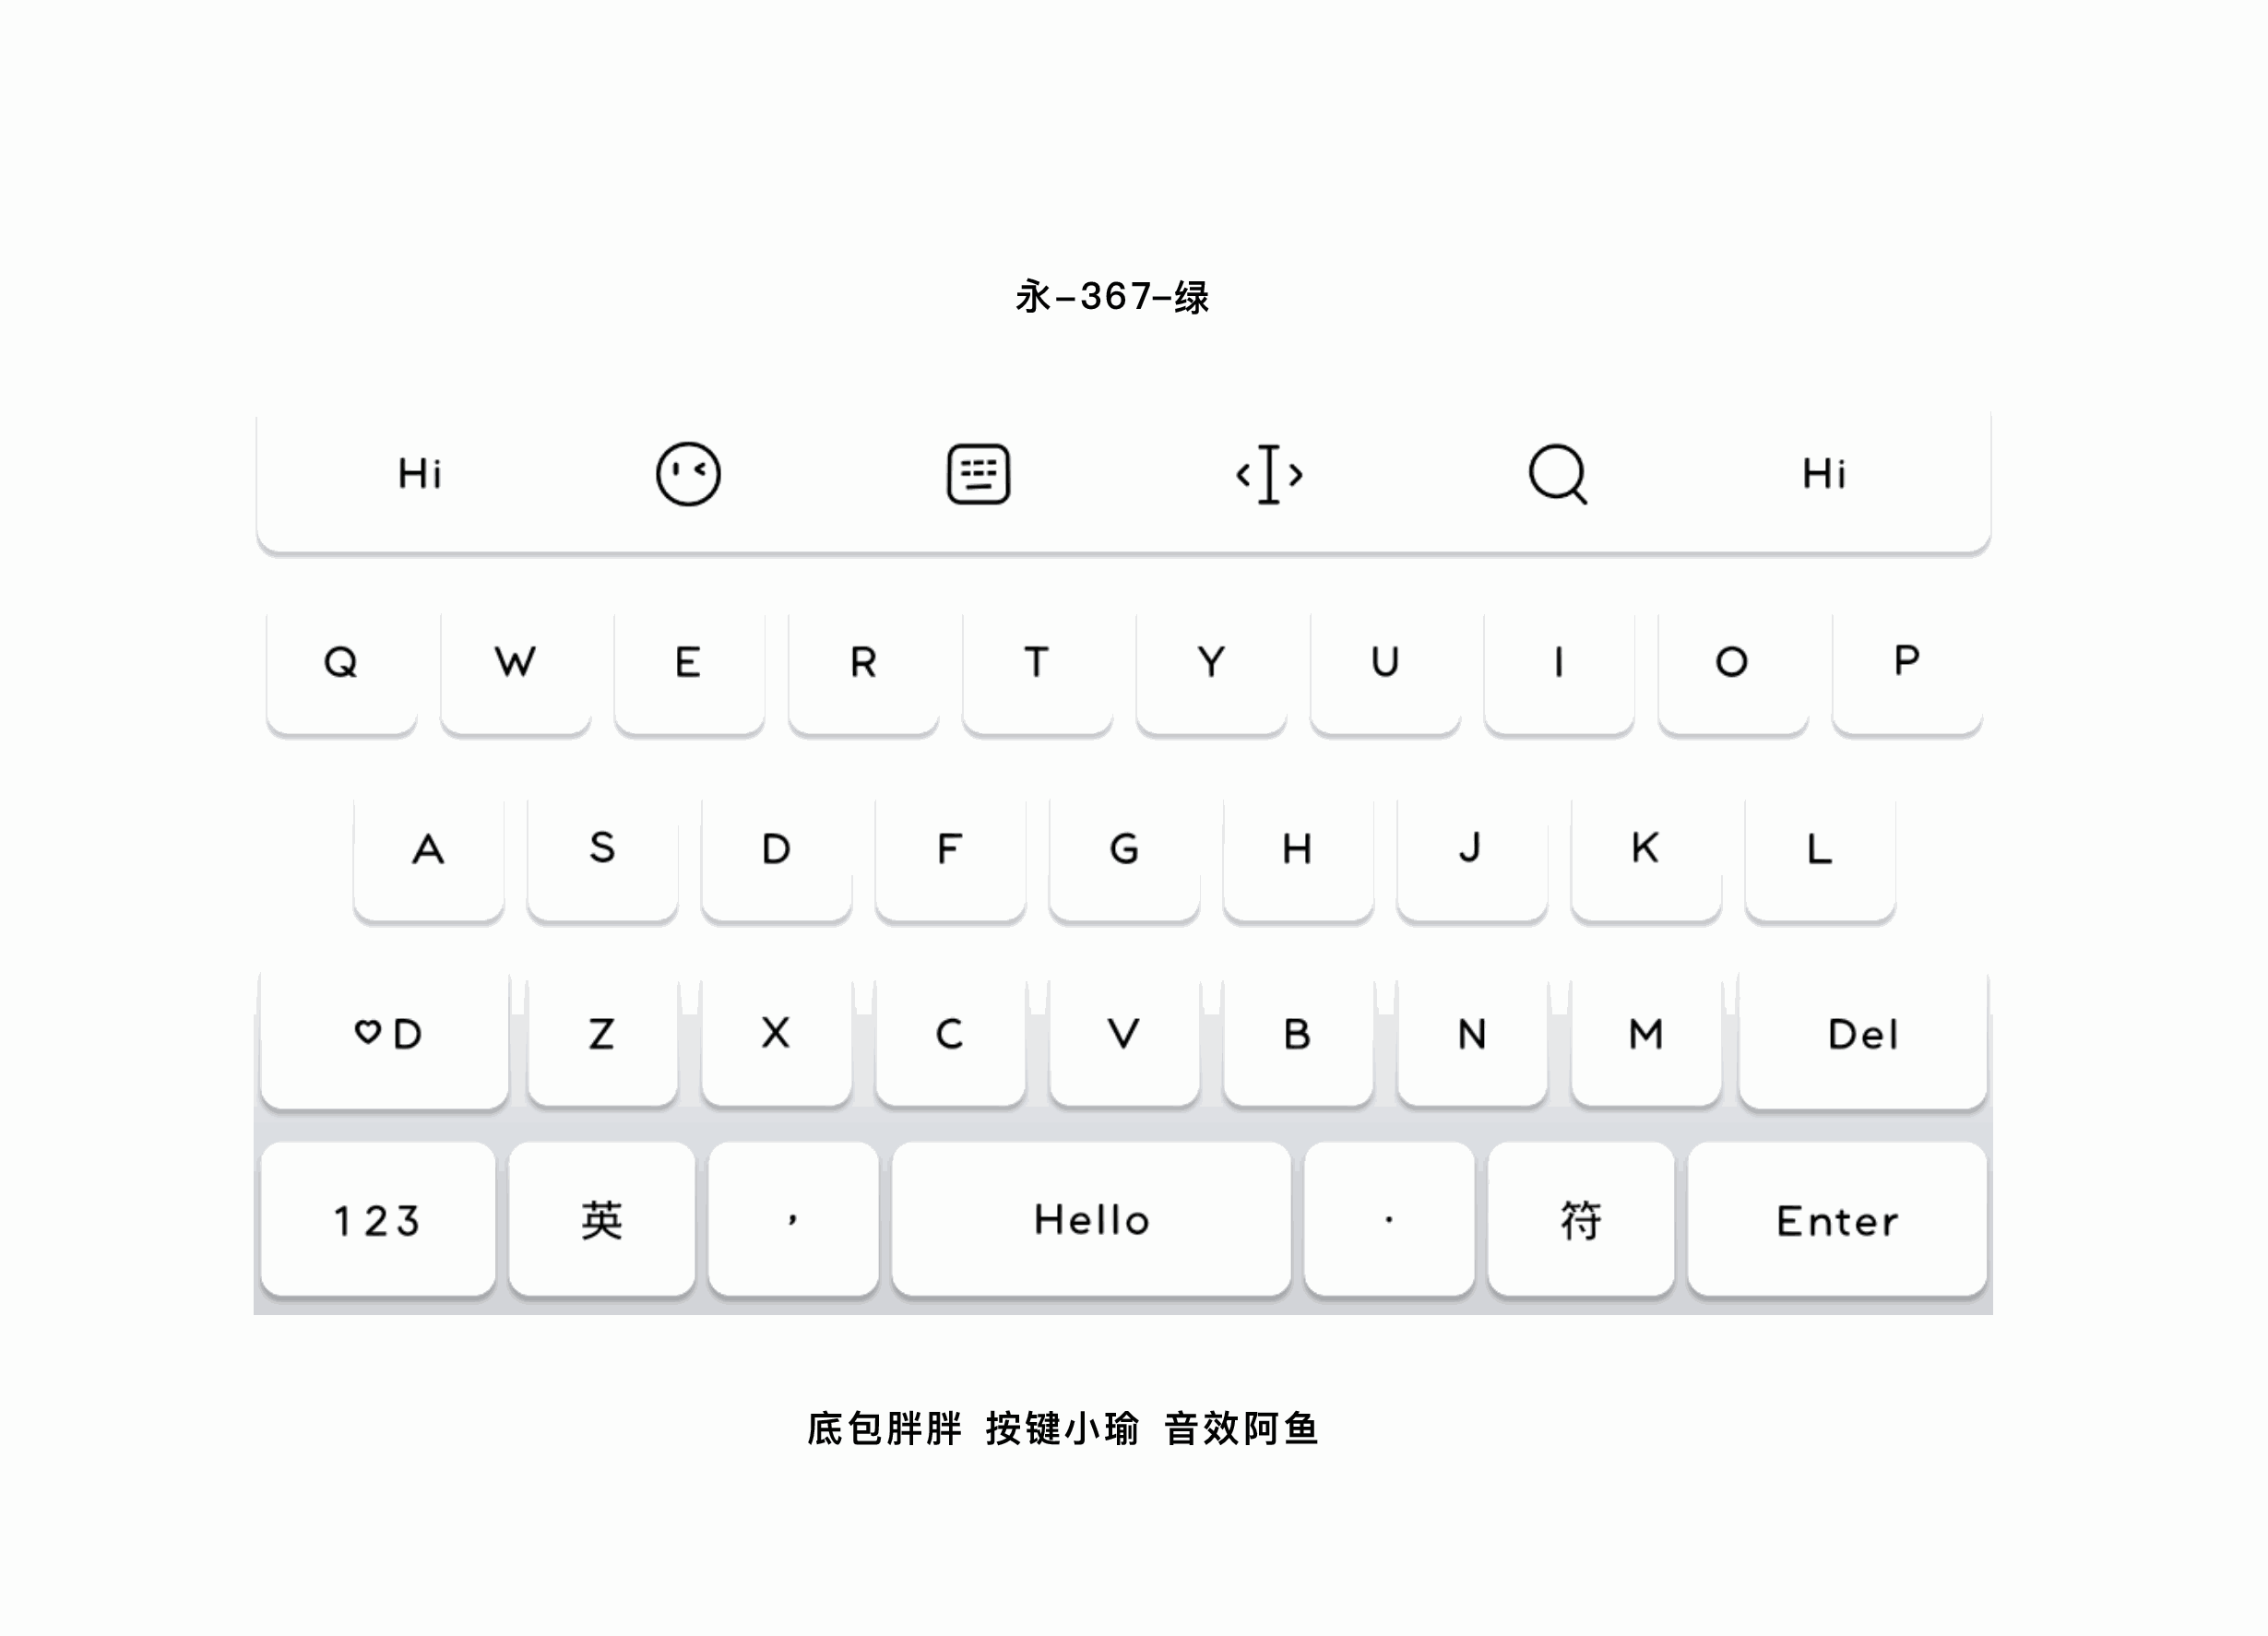 永-367-绿
Hi Hi
Q W E R T Y U I O P
A S D F G H J K L
♡D Z X C V B N M Del
123 英 , Hello . 符 Enter
底包胖胖 按键小瑜 音效阿鱼